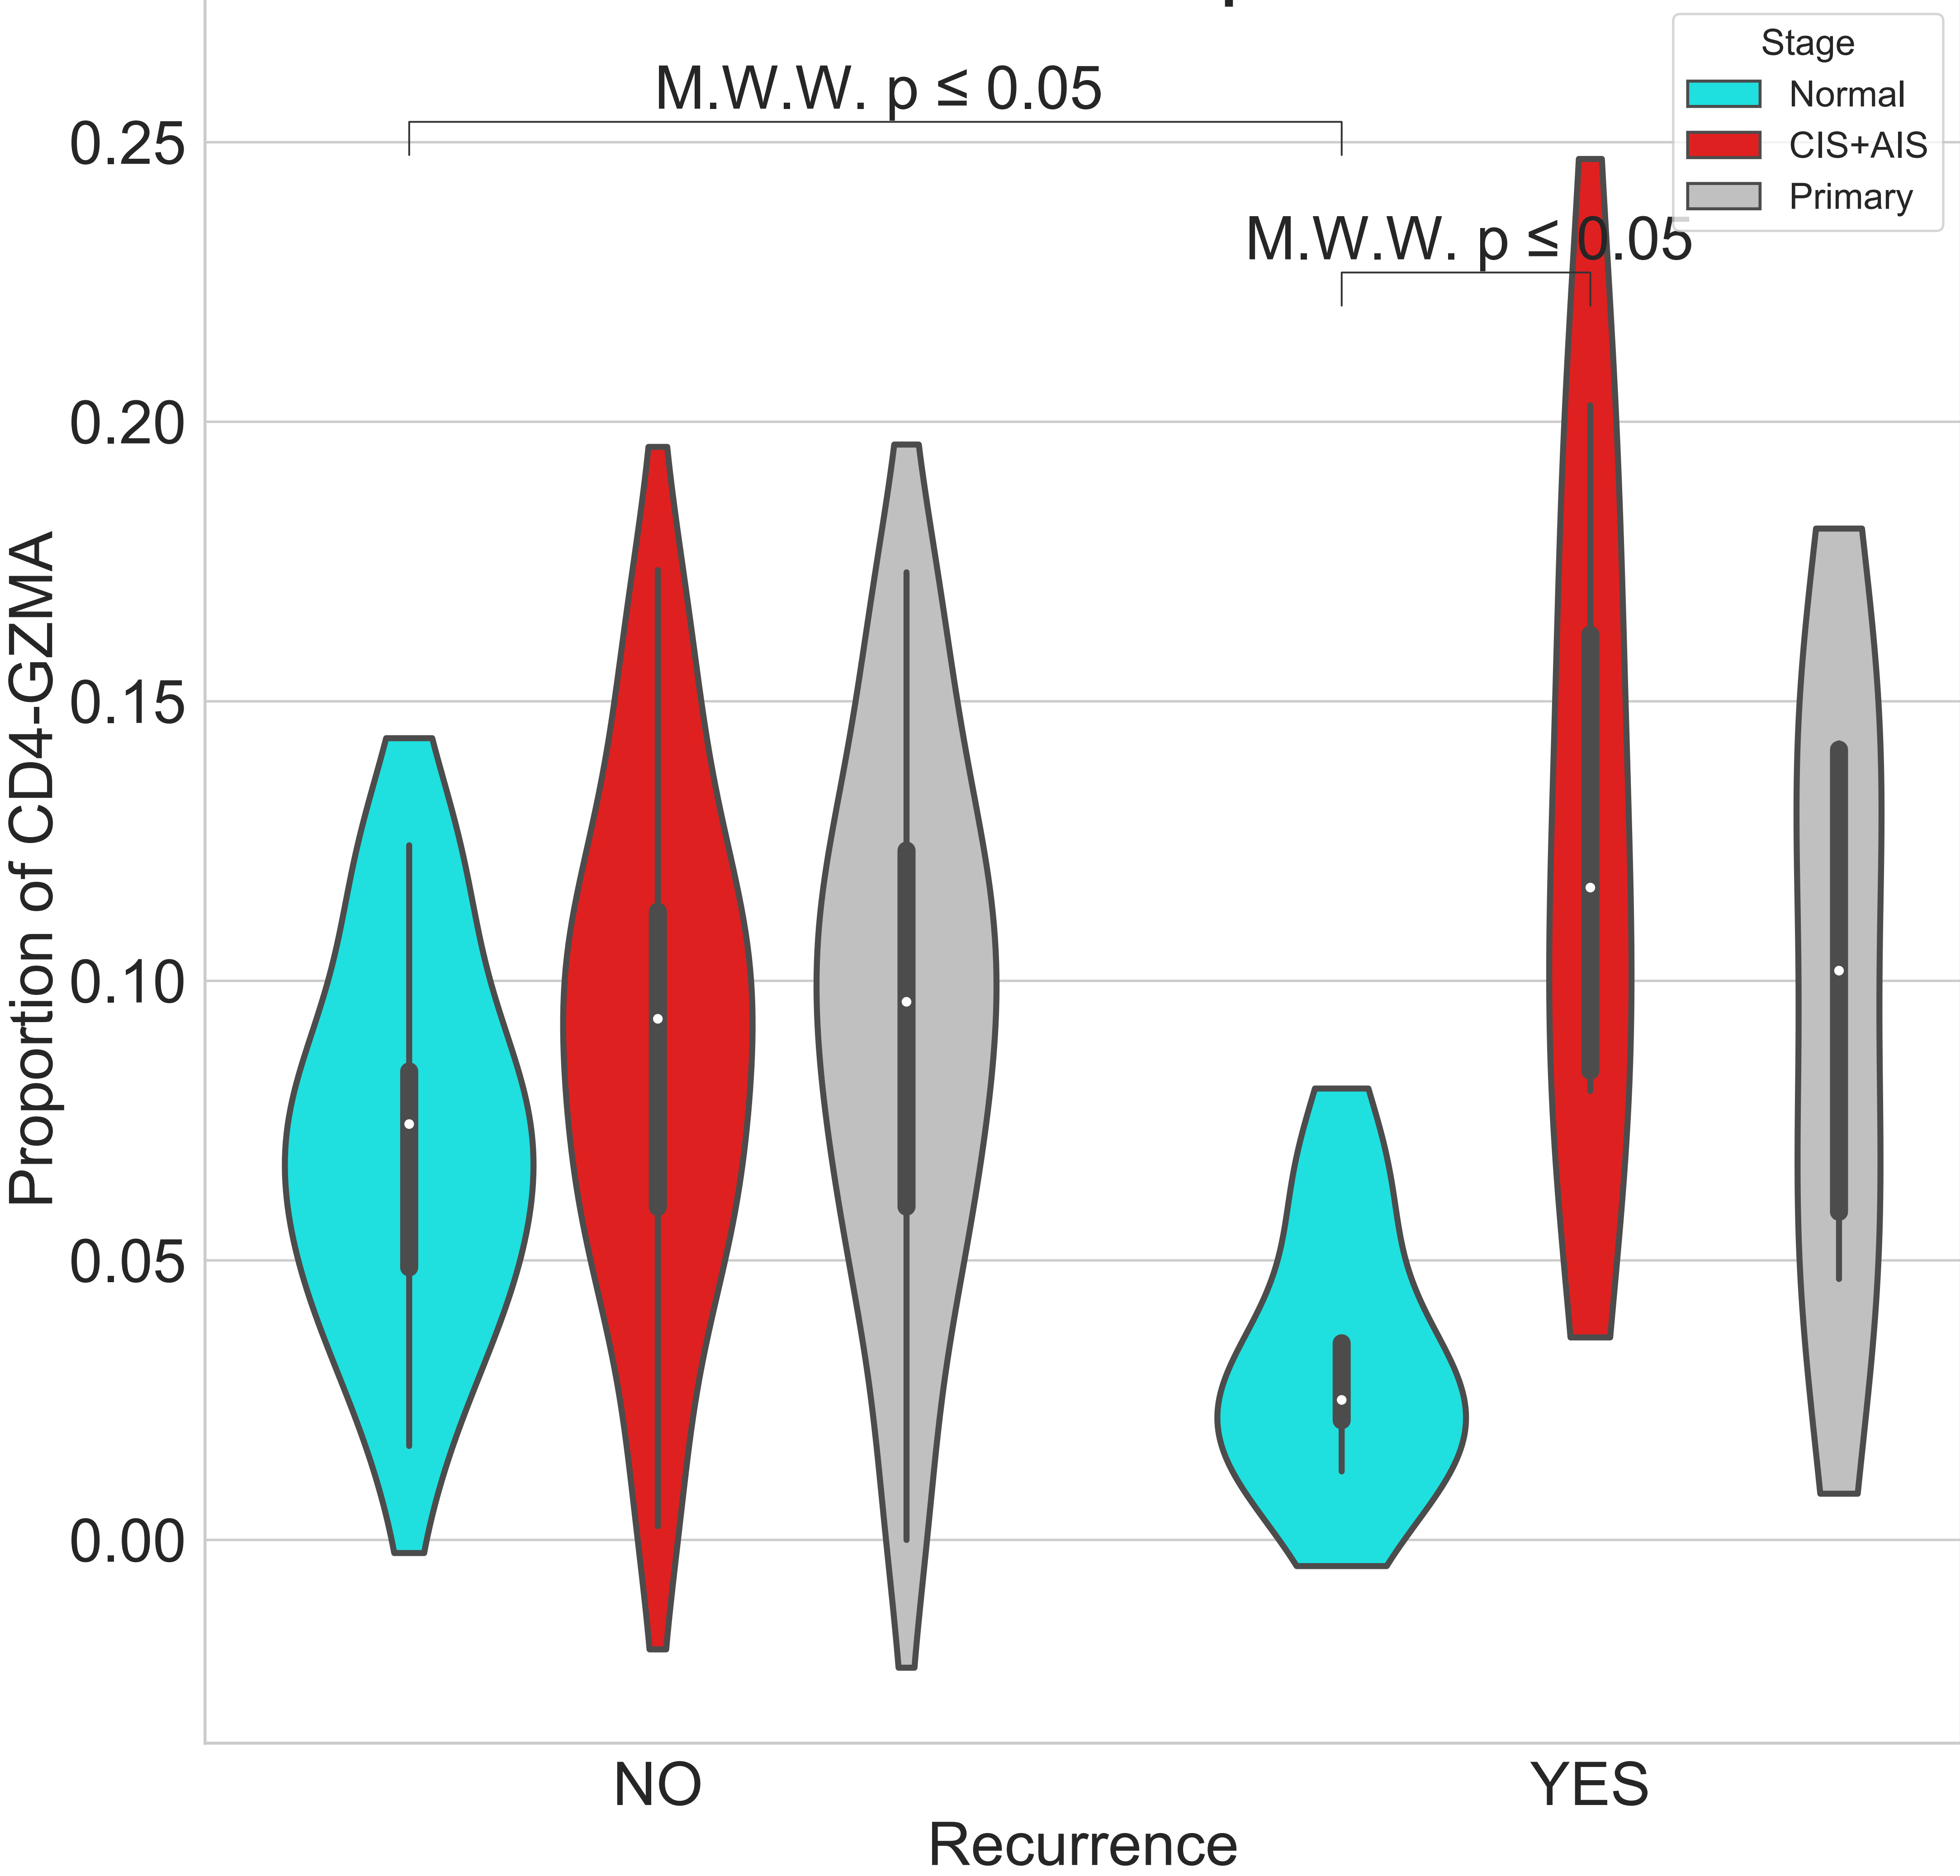 M.W.W. p ≤ 0.05
Stage
Normal
CIS+AIS
Primary
M.W.W. p ≤ 0.05
0.25
0.20
0.15
0.10
0.05
0.00
Proportion of CD4-GZMA
NO
YES
Recurrence